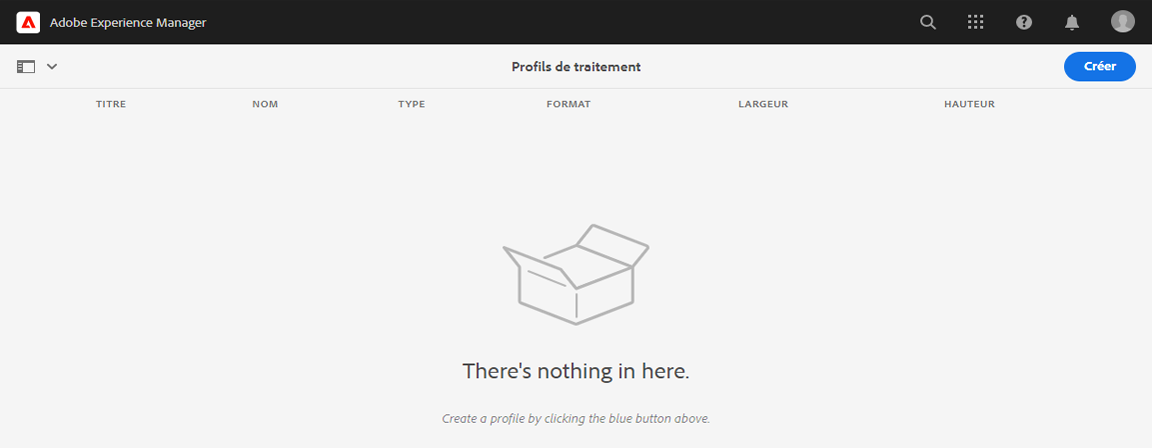 Adobe Experience Manager
Profils de traitement
Créer
TITRE NOM TYPE FORMAT LARGEUR HAUTEUR
There's nothing in here.
Create a profile by clicking the blue button above.